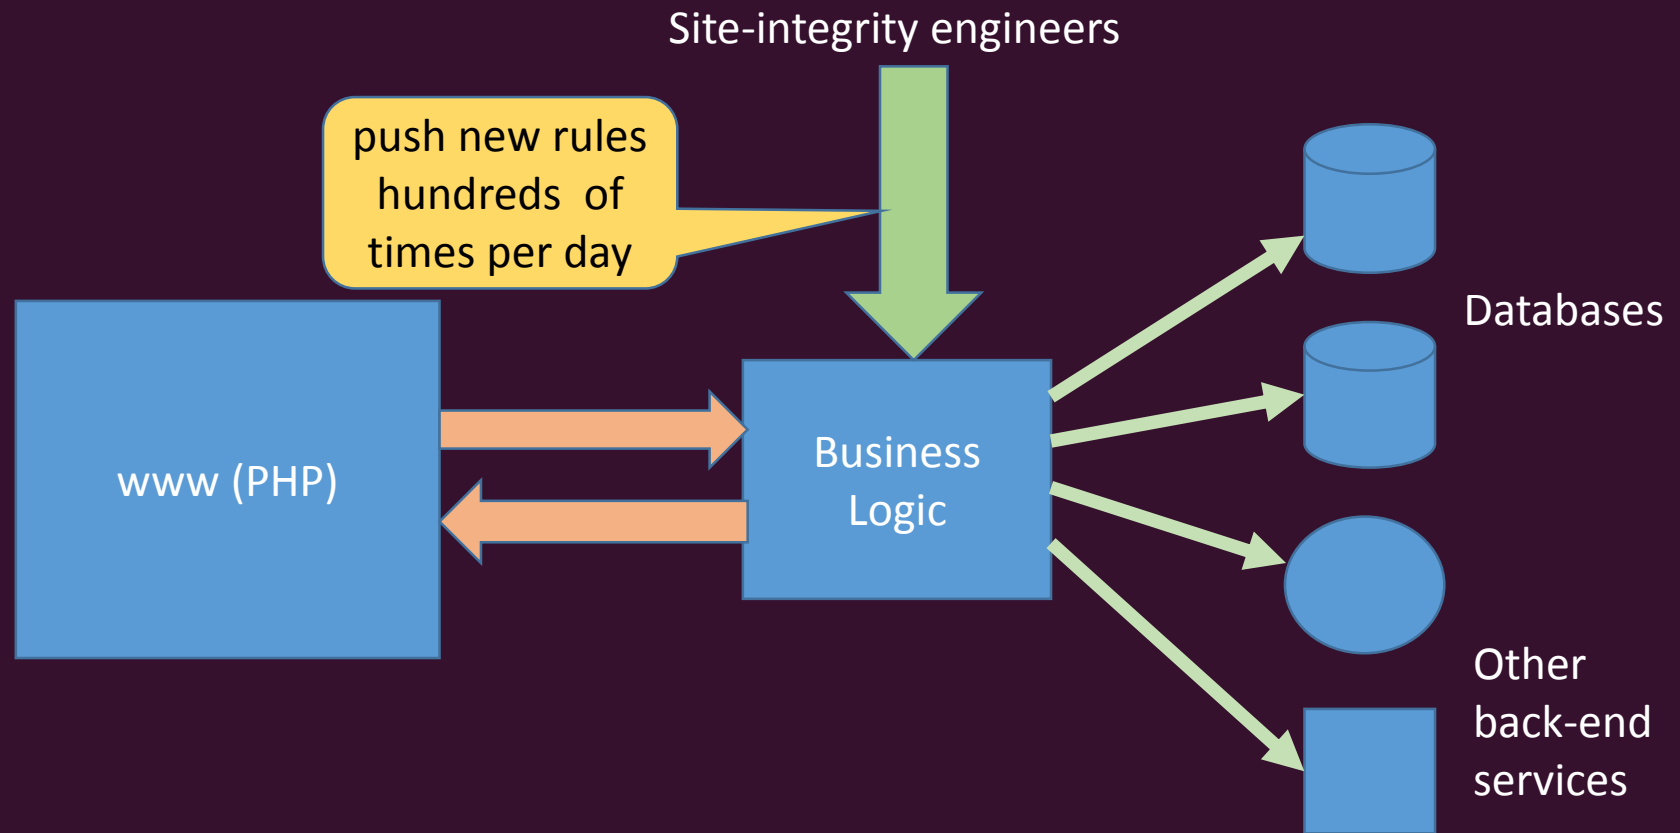 Site-integrity engineers
push new rules
hundreds  of
times per day
Databases
www (PHP)
Business
Logic
Other
back-end
services